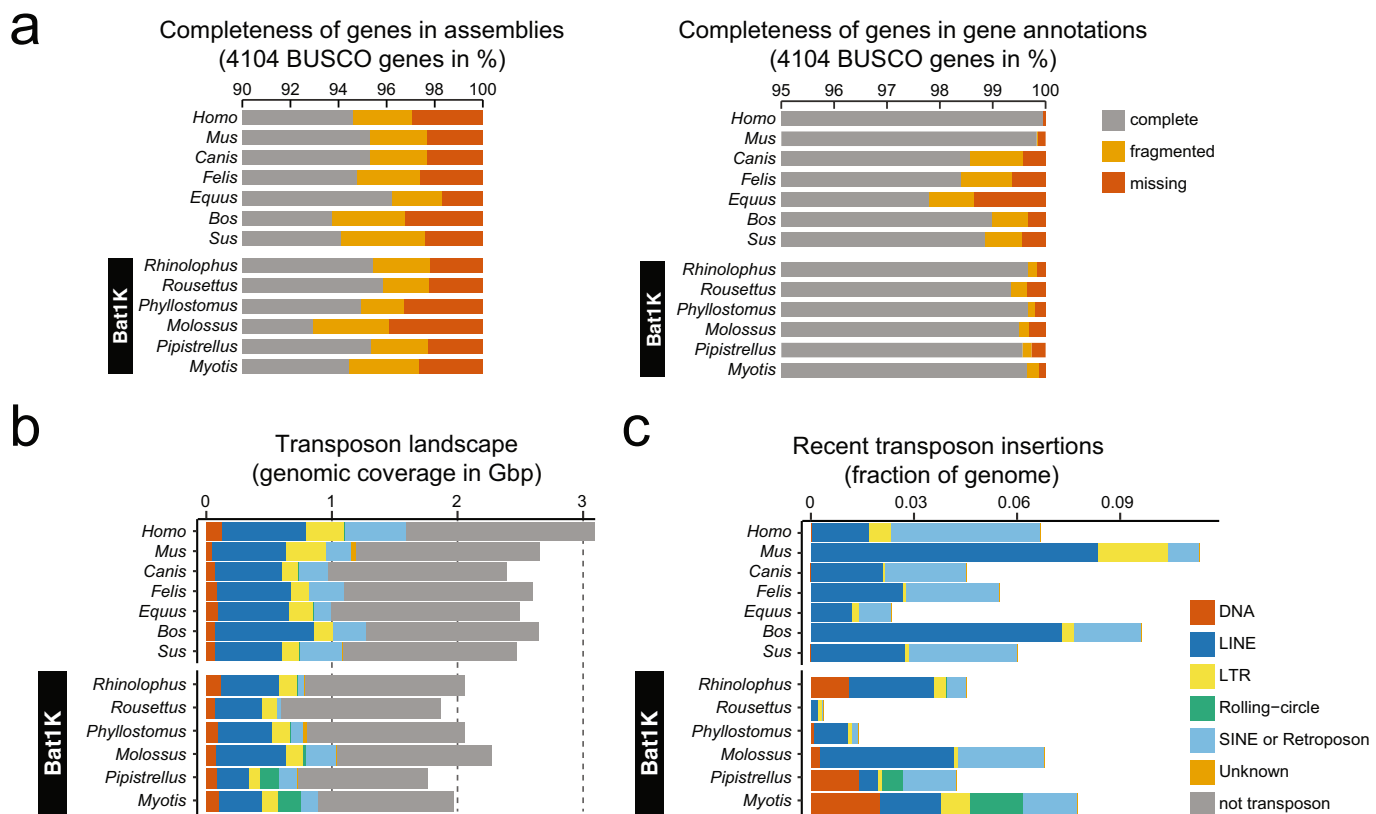 a
Completeness of genes in assemblies
(4104 BUSCO genes in %)
90 92 94 96 98 100
Homo
Mus
Canis
Felis
Equus
Bos
Sus
Bat1K
Rhinolophus
Rousettus
Phyllostomus
Molossus
Pipistrellus
Myotis
Completeness of genes in gene annotations
(4104 BUSCO genes in %)
95 96 97 98 99 100
Homo
Mus
Canis
Felis
Equus
Bos
Sus
Bat1K
Rhinolophus
Rousettus
Phyllostomus
Molossus
Pipistrellus
Myotis
complete
fragmented
missing
b
Transposon landscape
(genomic coverage in Gbp)
0 1 2 3
Homo
Mus
Canis
Felis
Equus
Bos
Sus
Bat1K
Rhinolophus
Rousettus
Phyllostomus
Molossus
Pipistrellus
Myotis
c
Recent transposon insertions
(fraction of genome)
0 0.03 0.06 0.09
Homo
Mus
Canis
Felis
Equus
Bos
Sus
Bat1K
Rhinolophus
Rousettus
Phyllostomus
Molossus
Pipistrellus
Myotis
DNA
LINE
LTR
Rolling−circle
SINE or Retroposon
Unknown
not transposon